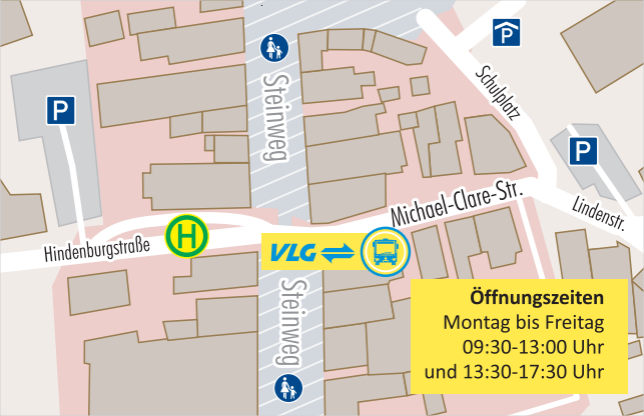 P
Steinweg
Schulplatz
P
P
Michael-Clare-Str.
Lindenstr.
Hindenburgstraße
H
VLG
Steinweg
Öffnungszeiten
Montag bis Freitag
09:30-13:00 Uhr
und 13:30-17:30 Uhr